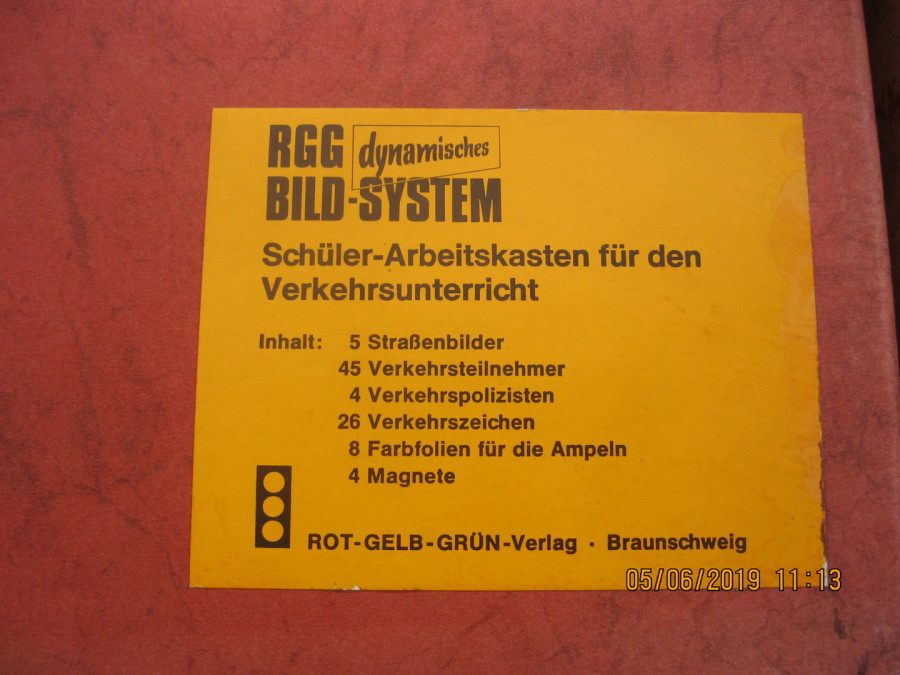 RGG dynamisches
BILD-SYSTEM
Schüler-Arbeitskasten für den
Verkehrsunterricht
Inhalt: 5 Straßenbilder
45 Verkehrsteilnehmer
4 Verkehrspolizisten
26 Verkehrszeichen
8 Farbfolien für die Ampeln
4 Magnete
ROT-GELB-GRÜN-Verlag · Braunschweig
05/06/2019 11:13